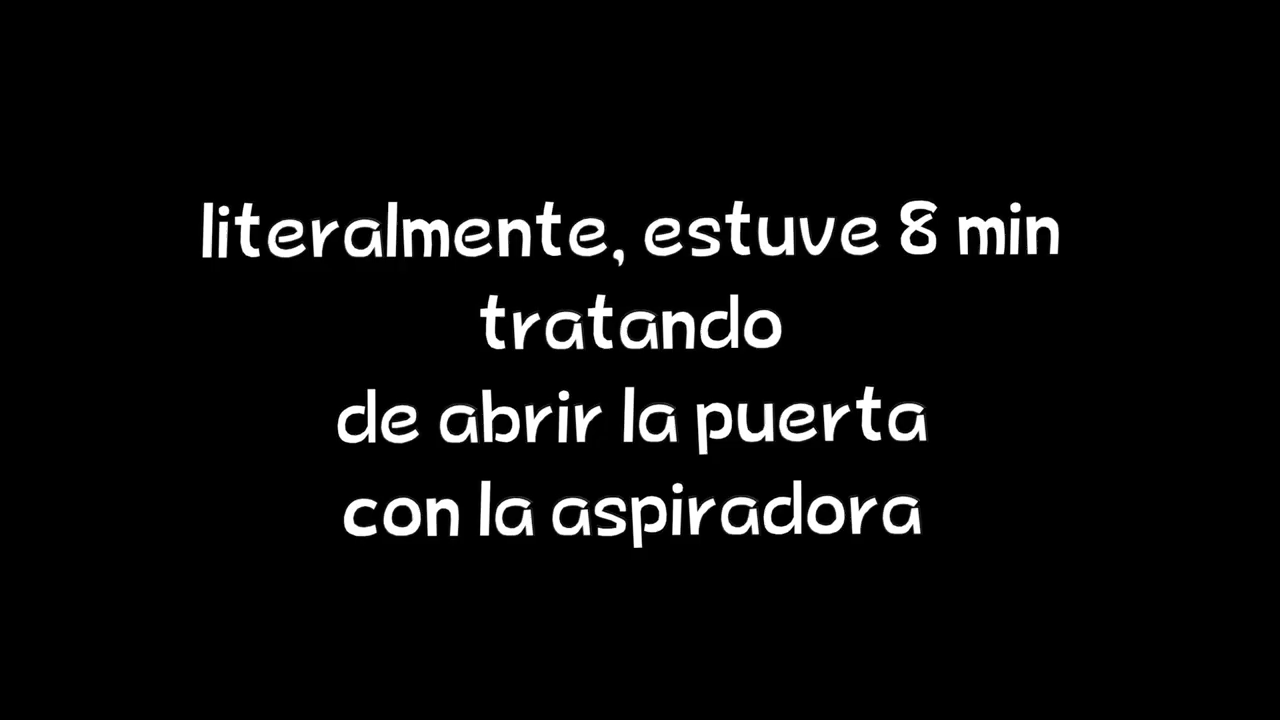 literalmente, estuve 8 min
tratando
de abrir la puerta
con la aspiradora